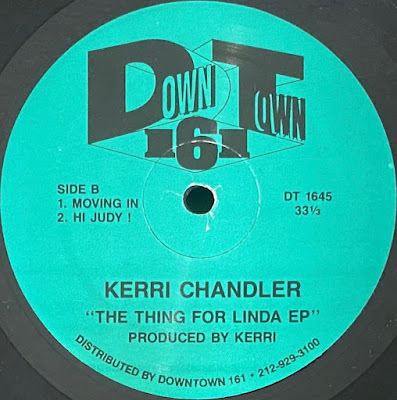 DOWN TOWN
161
SIDE B
1. MOVING IN
2. HI JUDY !
DT 1645
33⅓
KERRI CHANDLER
"THE THING FOR LINDA EP"
PRODUCED BY KERRI
DISTRIBUTED BY DOWNTOWN 161 • 212-929-3100